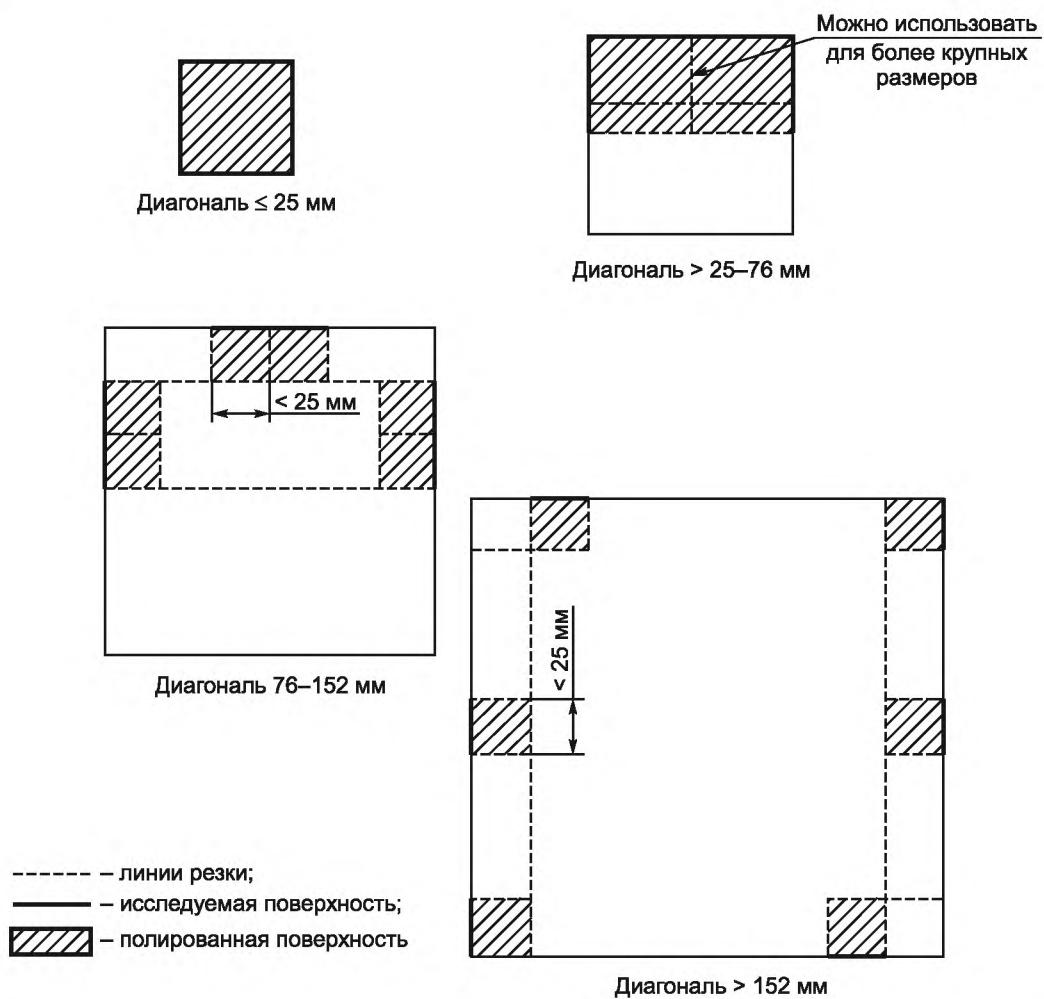 Можно использовать
для более крупных
размеров
Диагональ ≤ 25 мм
Диагональ > 25–76 мм
< 25 мм
Диагональ 76–152 мм
< 25 мм
Диагональ > 152 мм
– линии резки;
– исследуемая поверхность;
– полированная поверхность